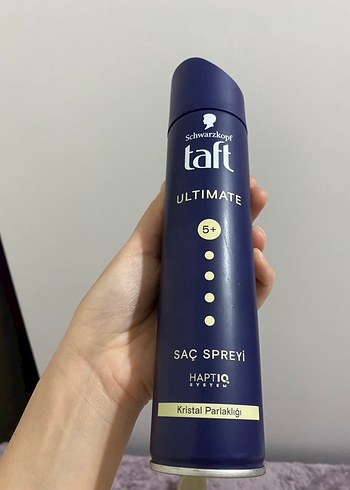 Schwarzkopf
taft
ULTIMATE
5+
SAÇ SPREYİ
HAPTIQ
SYSTEM
Kristal Parlaklığı